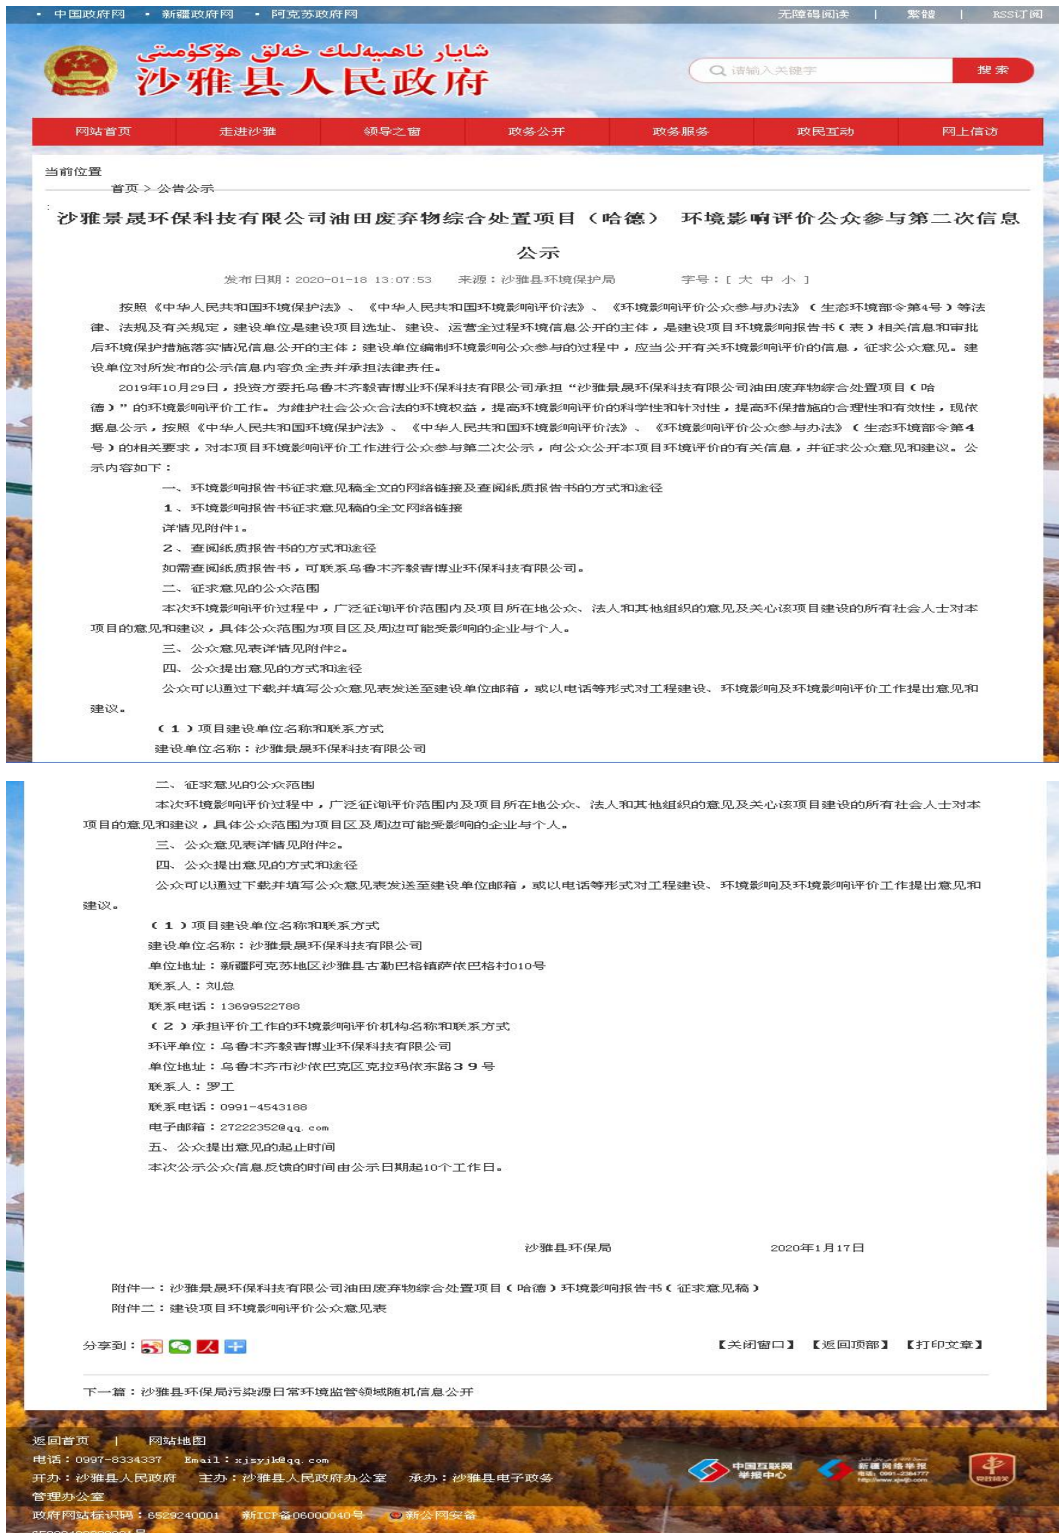 · 中国政府网 · 新疆政府网 · 阿克苏政府网 无障碍阅读 | 繁體 | RSS订阅
شايار ناھىيەلىك خەلق ھۆكۈمىتى
沙雅县人民政府
请输入关键字 搜索
网站首页 走进沙雅 领导之窗 政务公开 政务服务 政民互动 网上信访
当前位置
首页 > 公告公示
:
沙雅景晟环保科技有限公司油田废弃物综合处置项目（哈德） 环境影响评价公众参与第二次信息
公示
发布日期：2020-01-18 13:07:53 来源：沙雅县环境保护局 字号：[ 大 中 小 ]
按照《中华人民共和国环境保护法》、《中华人民共和国环境影响评价法》、《环境影响评价公众参与办法》（生态环境部令第4号）等法
律、法规及有关规定，建设单位是建设项目选址、建设、运营全过程环境信息公开的主体，是建设项目环境影响报告书（表）相关信息和审批
后环境保护措施落实情况信息公开的主体；建设单位编制环境影响公众参与的过程中，应当公开有关环境影响评价的信息，征求公众意见。建
设单位对所发布的公示信息内容负全责并承担法律责任。
2019年10月29日，投资方委托乌鲁木齐毅青博业环保科技有限公司承担“沙雅景晟环保科技有限公司油田废弃物综合处置项目（哈
德）”的环境影响评价工作。为维护社会公众合法的环境权益，提高环境影响评价的科学性和针对性，提高环保措施的合理性和有效性，现依
据息公示，按照《中华人民共和国环境保护法》、《中华人民共和国环境影响评价法》、《环境影响评价公众参与办法》（生态环境部令第4
号）的相关要求，对本项目环境影响评价工作进行公众参与第二次公示，向公众公开本项目环境评价的有关信息，并征求公众意见和建议。公
示内容如下：
一、环境影响报告书征求意见稿全文的网络链接及查阅纸质报告书的方式和途径
1、环境影响报告书征求意见稿的全文网络链接
详情见附件1。
2、查阅纸质报告书的方式和途径
如需查阅纸质报告书，可联系乌鲁木齐毅青博业环保科技有限公司。
二、征求意见的公众范围
本次环境影响评价过程中，广泛征询评价范围内及项目所在地公众、法人和其他组织的意见及关心该项目建设的所有社会人士对本
项目的意见和建议，具体公众范围为项目区及周边可能受影响的企业与个人。
三、公众意见表详情见附件2。
四、公众提出意见的方式和途径
公众可以通过下载并填写公众意见表发送至建设单位邮箱，或以电话等形式对工程建设、环境影响及环境影响评价工作提出意见和
建议。
（1）项目建设单位名称和联系方式
建设单位名称：沙雅景晟环保科技有限公司
二、征求意见的公众范围
本次环境影响评价过程中，广泛征询评价范围内及项目所在地公众、法人和其他组织的意见及关心该项目建设的所有社会人士对本
项目的意见和建议，具体公众范围为项目区及周边可能受影响的企业与个人。
三、公众意见表详情见附件2。
四、公众提出意见的方式和途径
公众可以通过下载并填写公众意见表发送至建设单位邮箱，或以电话等形式对工程建设、环境影响及环境影响评价工作提出意见和
建议。
（1）项目建设单位名称和联系方式
建设单位名称：沙雅景晟环保科技有限公司
单位地址：新疆阿克苏地区沙雅县古勒巴格镇萨依巴格村010号
联系人：刘总
联系电话：13699522788
（2）承担评价工作的环境影响评价机构名称和联系方式
环评单位：乌鲁木齐毅青博业环保科技有限公司
单位地址：乌鲁木齐市沙依巴克区克拉玛依东路39号
联系人：罗工
联系电话：0991-4543188
电子邮箱：27222352@qq.com
五、公众提出意见的起止时间
本次公示公众信息反馈的时间由公示日期起10个工作日。
沙雅县环保局 2020年1月17日
附件一：沙雅景晟环保科技有限公司油田废弃物综合处置项目（哈德）环境影响报告书（征求意见稿）
附件二：建设项目环境影响评价公众意见表
分享到： 【关闭窗口】 【返回顶部】 【打印文章】
下一篇：沙雅县环保局污染源日常环境监管领域随机信息公开
返回首页 | 网站地图
电话：0997-8334337 Email：xjsyjk@qq.com
开办：沙雅县人民政府 主办：沙雅县人民政府办公室 承办：沙雅县电子政务
管理办公室
政府网站标识码：6529240001 新ICP备06000040号 新公网安备
中国互联网
举报中心
新疆网络举报
电话: 0991-2384777